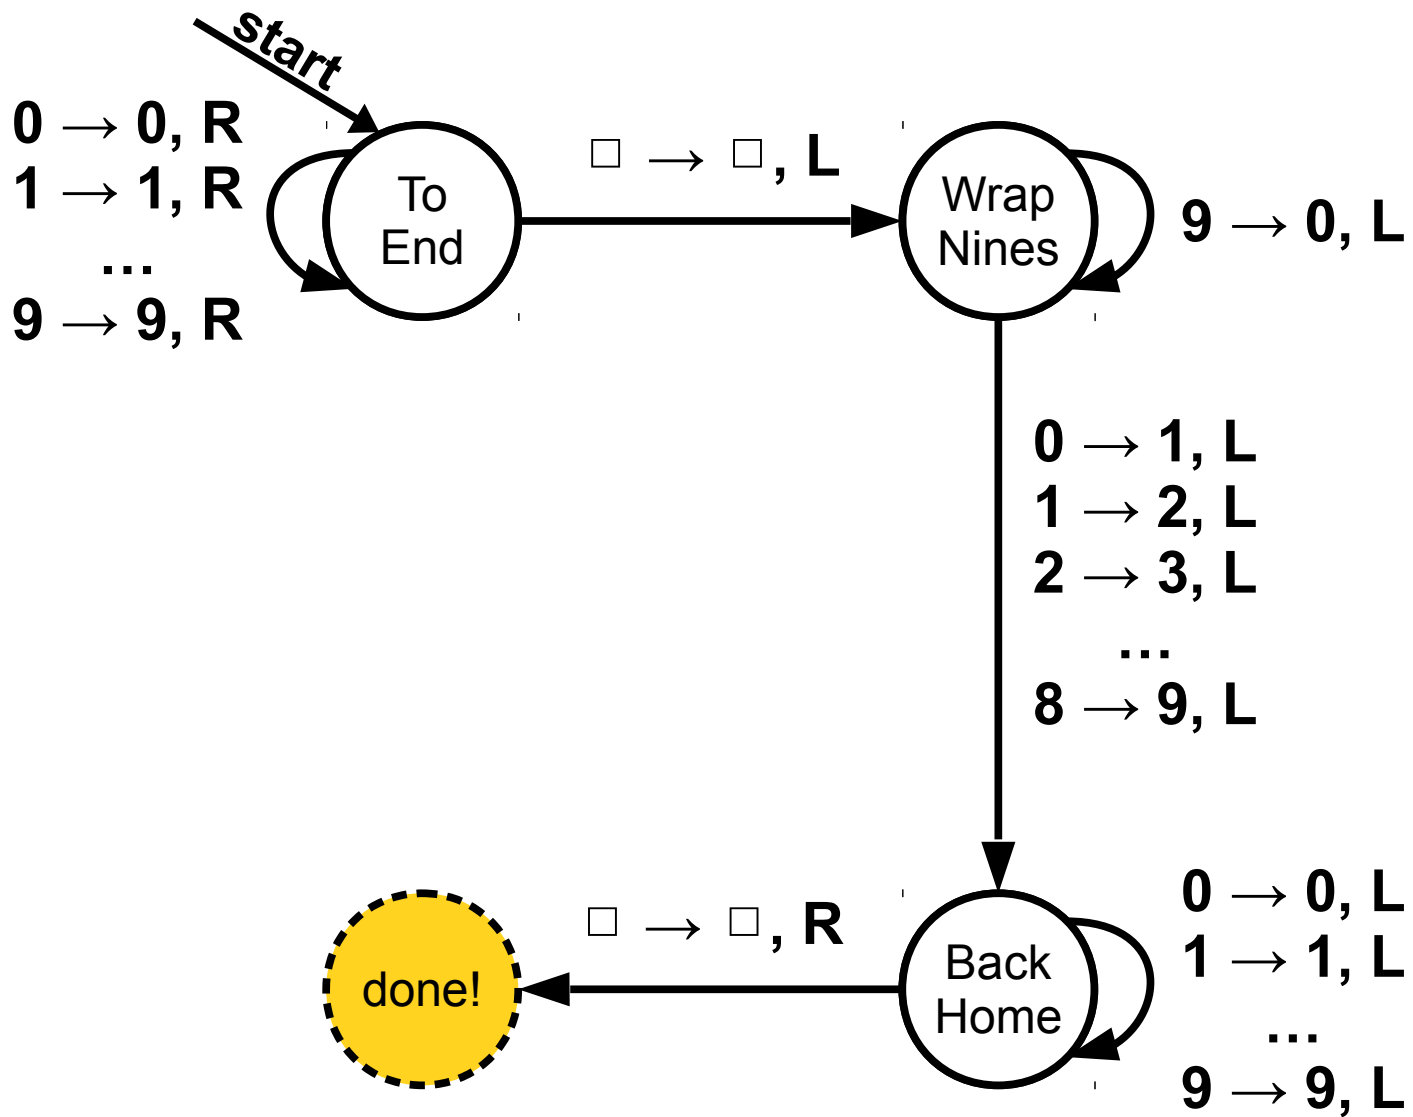 start
0 → 0, R
1 → 1, R
…
9 → 9, R
To
End
□ → □, L
Wrap
Nines
9 → 0, L
0 → 1, L
1 → 2, L
2 → 3, L
…
8 → 9, L
done!
□ → □, R
Back
Home
0 → 0, L
1 → 1, L
…
9 → 9, L